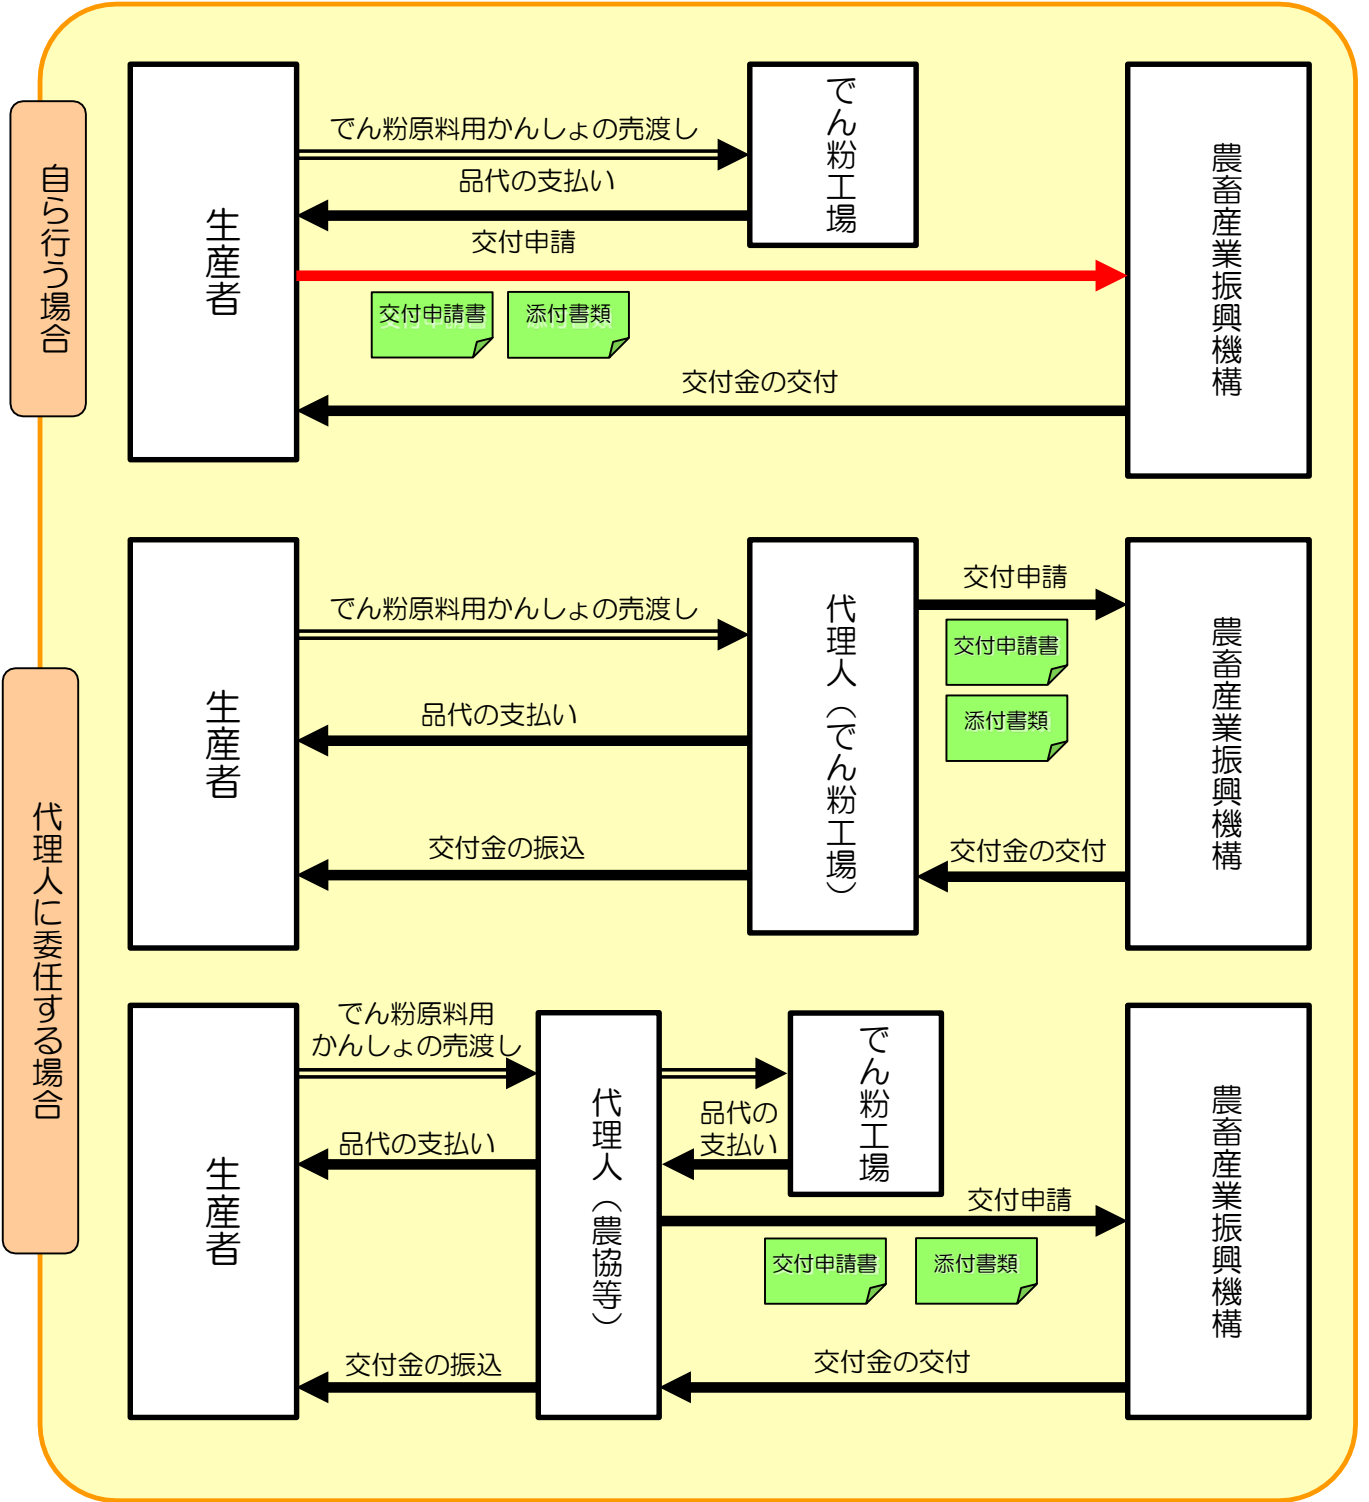 自ら行う場合
生産者
でん粉原料用かんしょの売渡し
品代の支払い
交付申請
交付申請書
添付書類
交付金の交付
でん粉工場
農畜産業振興機構
代理人に委任する場合
生産者
でん粉原料用かんしょの売渡し
品代の支払い
交付金の振込
代理人（でん粉工場）
交付申請
交付申請書
添付書類
交付金の交付
農畜産業振興機構
生産者
でん粉原料用
かんしょの売渡し
品代の支払い
交付金の振込
代理人（農協等）
品代の
支払い
でん粉工場
交付申請
交付申請書
添付書類
交付金の交付
農畜産業振興機構